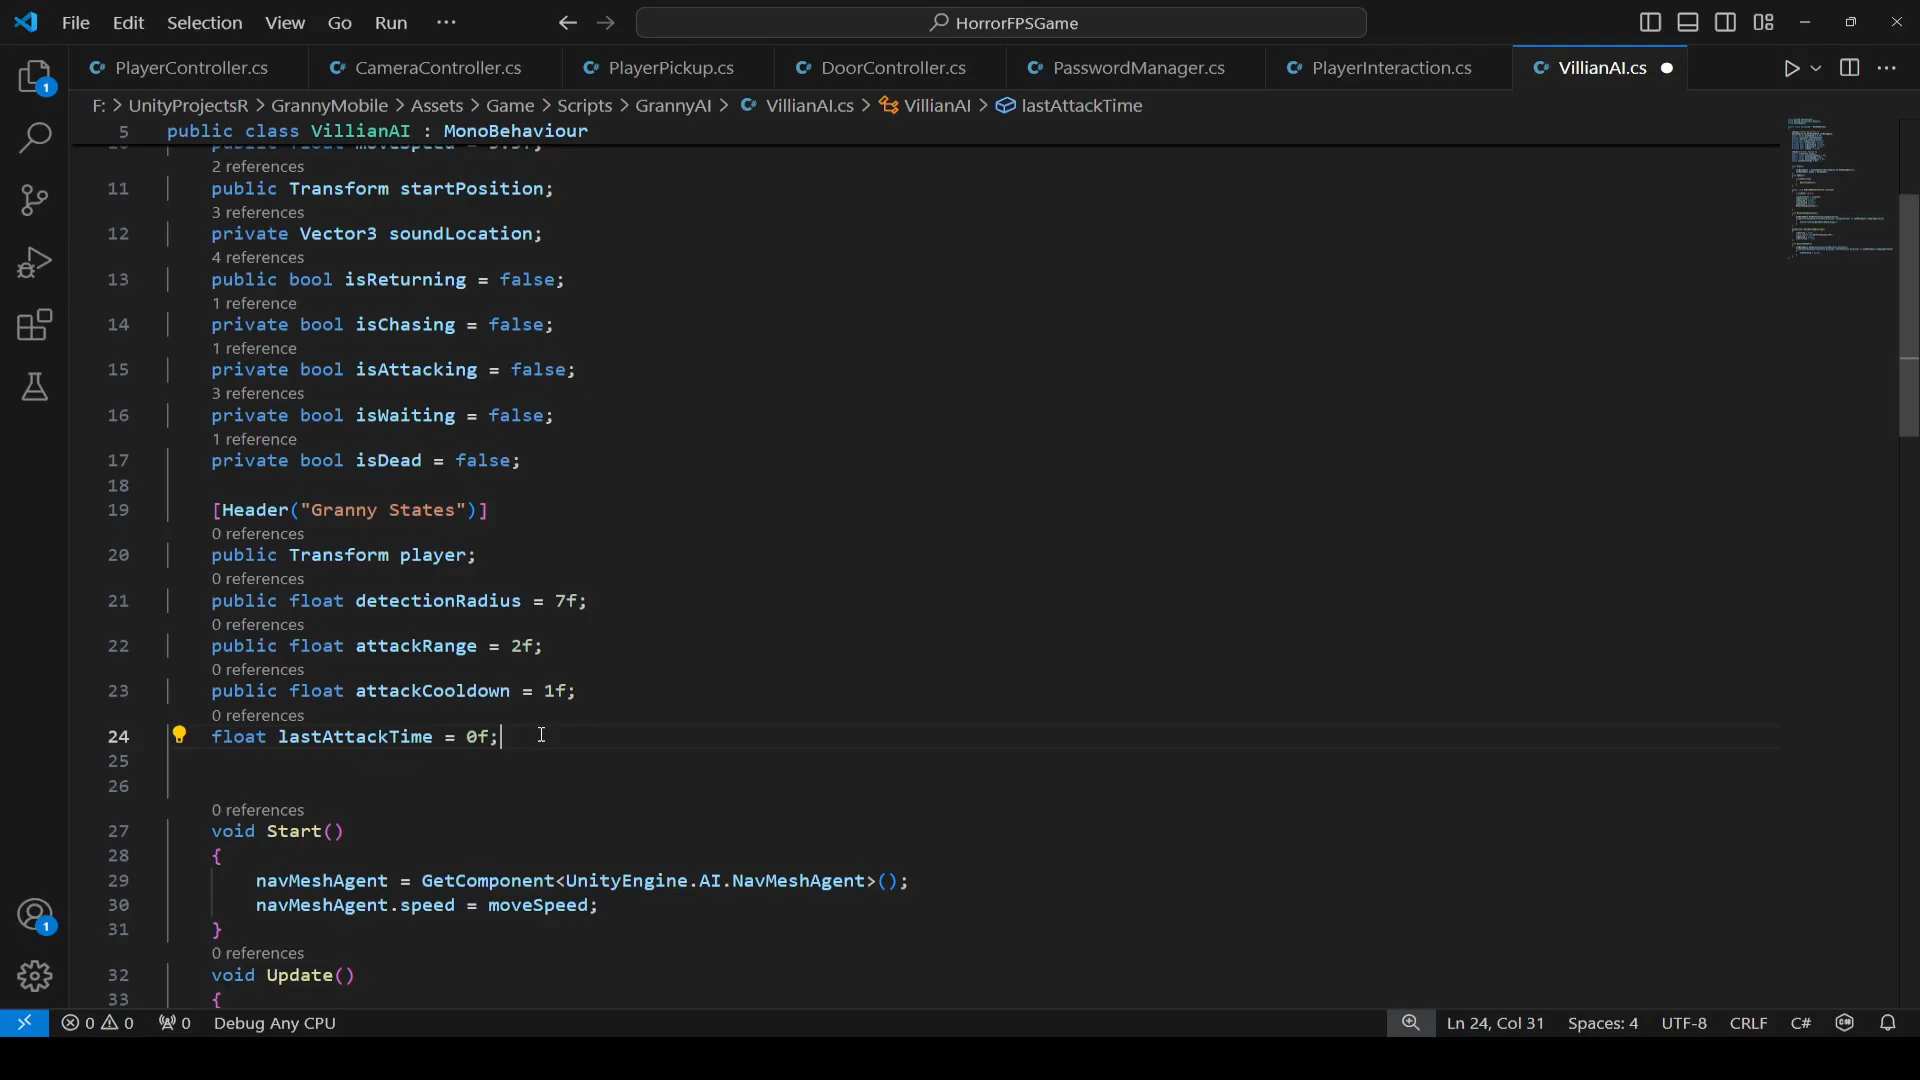 File Edit Selection View Go Run ··· HorrorFPSGame
PlayerController.cs CameraController.cs PlayerPickup.cs DoorController.cs PasswordManager.cs PlayerInteraction.cs VillianAI.cs
F: > UnityProjectsR > GrannyMobile > Assets > Game > Scripts > GrannyAI > VillianAI.cs > VillianAI > lastAttackTime
5 public class VillianAI : MonoBehaviour
2 references
11 public Transform startPosition;
3 references
12 private Vector3 soundLocation;
4 references
13 public bool isReturning = false;
1 reference
14 private bool isChasing = false;
1 reference
15 private bool isAttacking = false;
3 references
16 private bool isWaiting = false;
1 reference
17 private bool isDead = false;
18
19 [Header("Granny States")]
0 references
20 public Transform player;
0 references
21 public float detectionRadius = 7f;
0 references
22 public float attackRange = 2f;
0 references
23 public float attackCooldown = 1f;
0 references
24 float lastAttackTime = 0f;
25
26
0 references
27 void Start()
28 {
29 navMeshAgent = GetComponent<UnityEngine.AI.NavMeshAgent>();
30 navMeshAgent.speed = moveSpeed;
31 }
0 references
32 void Update()
33 {
1
1
0 0 0 Debug Any CPU Ln 24, Col 31 Spaces: 4 UTF-8 CRLF C#